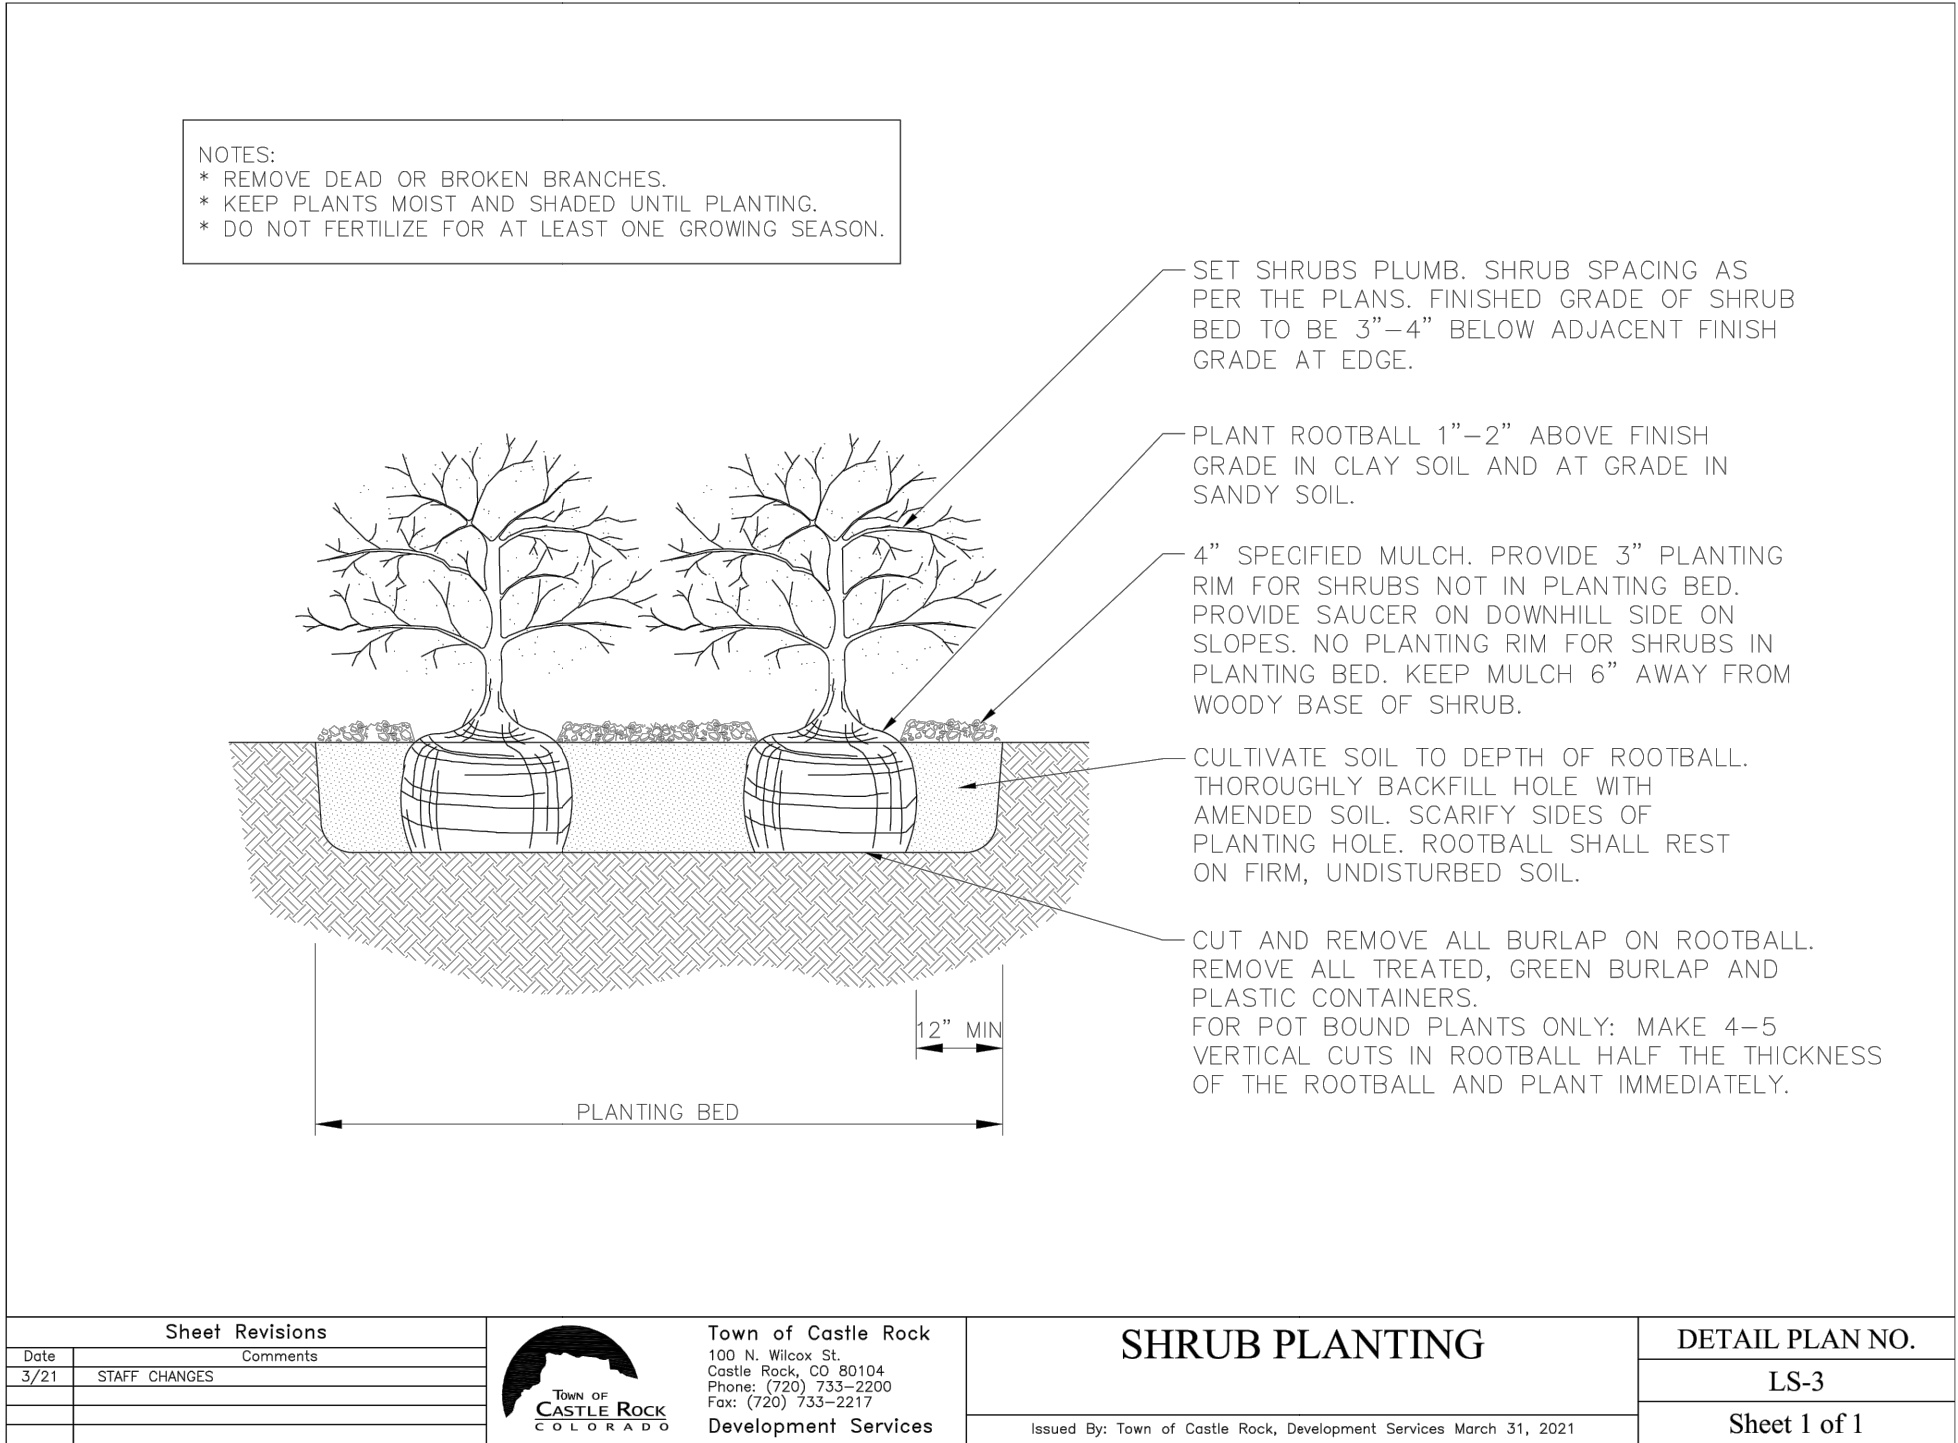 NOTES:
* REMOVE DEAD OR BROKEN BRANCHES.
* KEEP PLANTS MOIST AND SHADED UNTIL PLANTING.
* DO NOT FERTILIZE FOR AT LEAST ONE GROWING SEASON.
SET SHRUBS PLUMB. SHRUB SPACING AS
PER THE PLANS. FINISHED GRADE OF SHRUB
BED TO BE 3”–4” BELOW ADJACENT FINISH
GRADE AT EDGE.
PLANT ROOTBALL 1”–2” ABOVE FINISH
GRADE IN CLAY SOIL AND AT GRADE IN
SANDY SOIL.
4” SPECIFIED MULCH. PROVIDE 3” PLANTING
RIM FOR SHRUBS NOT IN PLANTING BED.
PROVIDE SAUCER ON DOWNHILL SIDE ON
SLOPES. NO PLANTING RIM FOR SHRUBS IN
PLANTING BED. KEEP MULCH 6” AWAY FROM
WOODY BASE OF SHRUB.
CULTIVATE SOIL TO DEPTH OF ROOTBALL.
THOROUGHLY BACKFILL HOLE WITH
AMENDED SOIL. SCARIFY SIDES OF
PLANTING HOLE. ROOTBALL SHALL REST
ON FIRM, UNDISTURBED SOIL.
CUT AND REMOVE ALL BURLAP ON ROOTBALL.
REMOVE ALL TREATED, GREEN BURLAP AND
PLASTIC CONTAINERS.
FOR POT BOUND PLANTS ONLY: MAKE 4–5
VERTICAL CUTS IN ROOTBALL HALF THE THICKNESS
OF THE ROOTBALL AND PLANT IMMEDIATELY.
12” MIN
PLANTING BED
Sheet Revisions
Date Comments
3/21 STAFF CHANGES
TOWN OF
CASTLE ROCK
COLORADO
Town of Castle Rock
100 N. Wilcox St.
Castle Rock, CO 80104
Phone: (720) 733–2200
Fax: (720) 733–2217
Development Services
SHRUB PLANTING
Issued By: Town of Castle Rock, Development Services March 31, 2021
DETAIL PLAN NO.
LS-3
Sheet 1 of 1